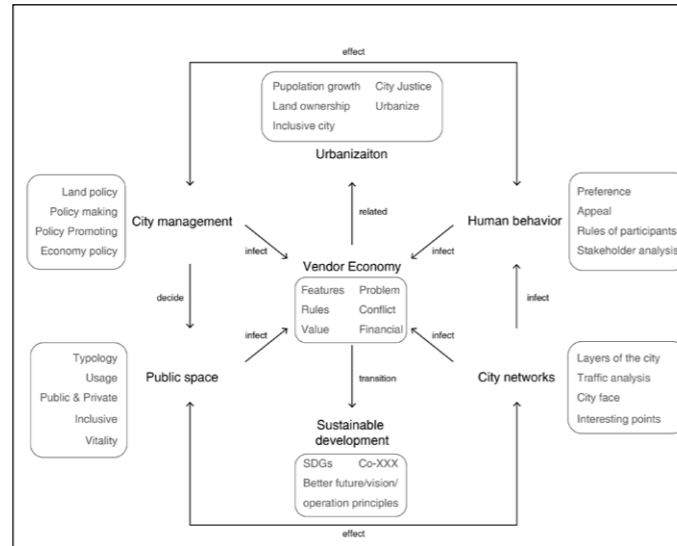 effect
Pupolation growth City Justice
Land ownership Urbanize
Inclusive city
Urbanizaiton
Land policy
Policy making
Policy Promoting
Economy policy
City management
related
Human behavior
Preference
Appeal
Rules of participants
Stakeholder analysis
infect
infect
Vendor Economy
Features Problem
Rules Conflict
Value Financial
decide
infect
infect
infect
Typology
Usage
Public & Private
Inclusive
Vitality
Public space
transition
City networks
Layers of the city
Traffic analysis
City face
Interesting points
Sustainable
development
SDGs Co-XXX
Better future/vision/
operation principles
effect